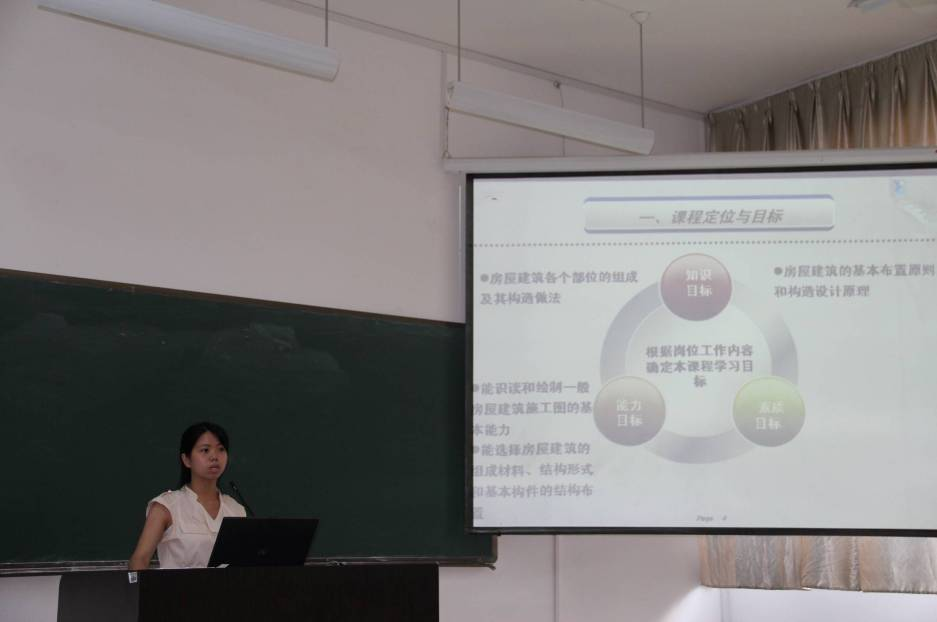 一、课程定位与目标
●房屋建筑各个部位的组成
及其构造做法
知识
目标
●房屋建筑的基本布置原则
和构造设计原理
根据岗位工作内容
确定本课程学习目
标
●能识读和绘制一般
房屋建筑施工图的基
本能力
●能选择房屋建筑的
组成材料、结构形式
和基本构件的结构布
置
能力
目标
素质
目标
Page 4